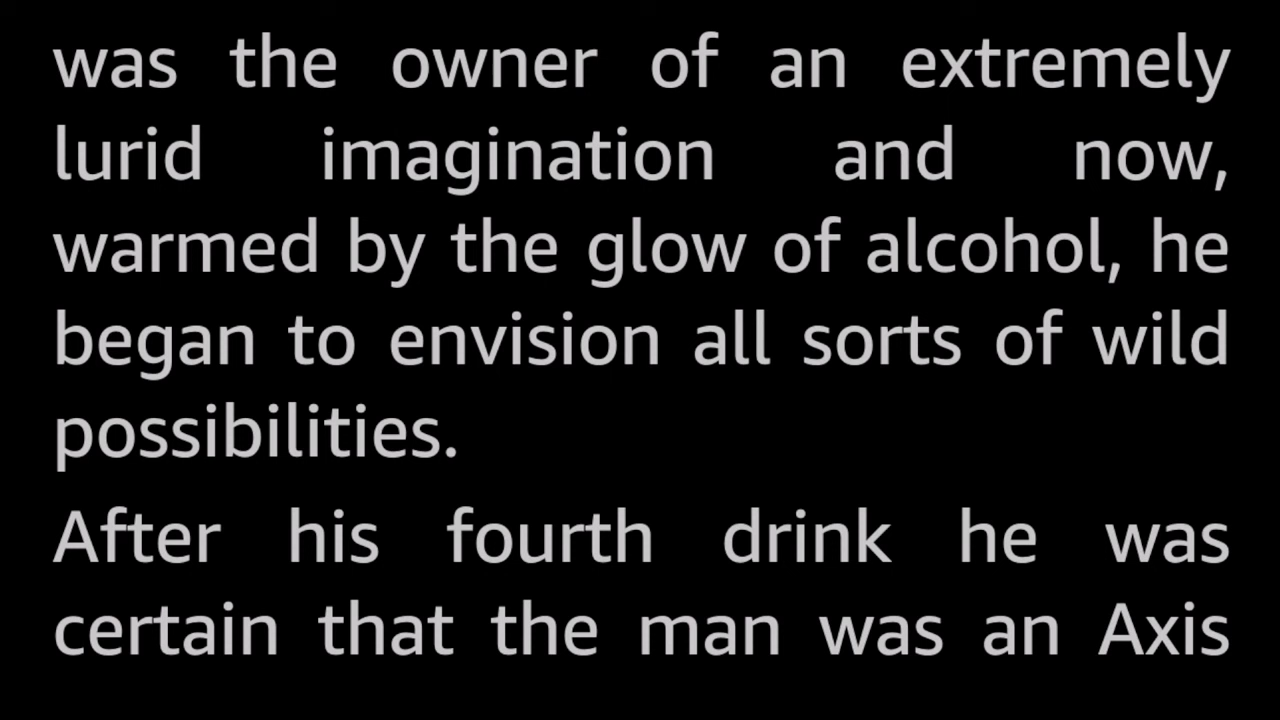 was the owner of an extremely
lurid imagination and now,
warmed by the glow of alcohol, he
began to envision all sorts of wild
possibilities.
After his fourth drink he was
certain that the man was an Axis